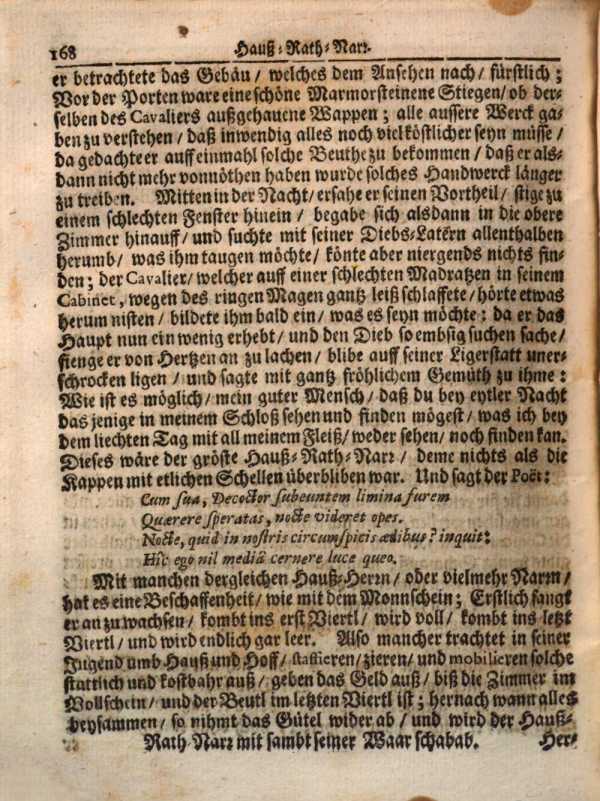 168 Hauß-Rath-Narr.
er betrachtete das Gebäu / welches dem Ansehen nach / fürstlich ;
Vor der Porten ware eine schöne Marmorsteinene Stiegen / ob der-
selben des Cavaliers außgehauene Wappen ; alle aussere Werck ga-
ben zu verstehen / daß inwendig alles noch viel köstlicher seyn müsse /
da gedachte er auff einmahl solche Beuthe zu bekommen / daß er als-
dann nicht mehr vonnöthen haben wurde solches Handwerck länger
zu treiben. Mitten in der Nacht / ersahe er seinen Vortheil / stige zu
einem schlechten Fenster hinein / begabe sich alsdann in die obere
Zimmer hinauff / und suchte mit seiner Diebs-Latern allenthalben
herumb / was ihm taugen möchte / könte aber niergends nichts fin-
den ; der Cavalier / welcher auff einer schlechten Madratzen in seinem
Cabinet, wegen des ringen Magen gantz leiß schlaffete / hörte etwas
herum nisten / bildete ihm bald ein / was es seyn möchte : da er das
Haupt nun ein wenig erhebt / und den Dieb so embsig suchen sache /
fienge er von Hertzen an zu lachen / blibe auff seiner Ligerstatt uner-
schrocken ligen / und sagte mit gantz fröhlichem Gemüth zu ihme :
Wie ist es möglich / mein guter Mensch / daß du bey eytler Nacht
das jenige in meinem Schloß sehen und finden mögest / was ich bey
dem liechten Tag mit all meinem Fleiß / weder sehen / noch finden kan.
Dieses wäre der gröste Hauß-Rath-Narr / deme nichts als die
Kappen mit etlichen Schellen überbliben war. Und sagt der Poët :
Cum sua, Decoctor subeuntem limina furem
Quærere speratas, nocte videret opes.
Nocte, quid in nostris circumspicis ædibus ? inquit :
Hîc ego nil mediâ cernere luce queo.
Mit manchen dergleichen Hauß-Herrn / oder vielmehr Narrn /
hat es eine Beschaffenheit / wie mit dem Monnschein ; Erstlich fangt
er an zu wachsen / kombt ins erst Viertl / wird voll / kombt ins letzt
Viertl / und wird endlich gar leer. Also mancher trachtet in seiner
Jugend umb Hauß und Hoff / staffieren / zieren / und mobilieren solche
stattlich und kostbahr auß / geben das Geld auß / biß die Zimmer im
Vollschein / und der Beutl im letzten Viertl ist ; hernach wann alles
beysammen / so nihmt das Gütel wider ab / und wird der Hauß-
Rath-Narr mit sambt seiner Waar schabab. Her-